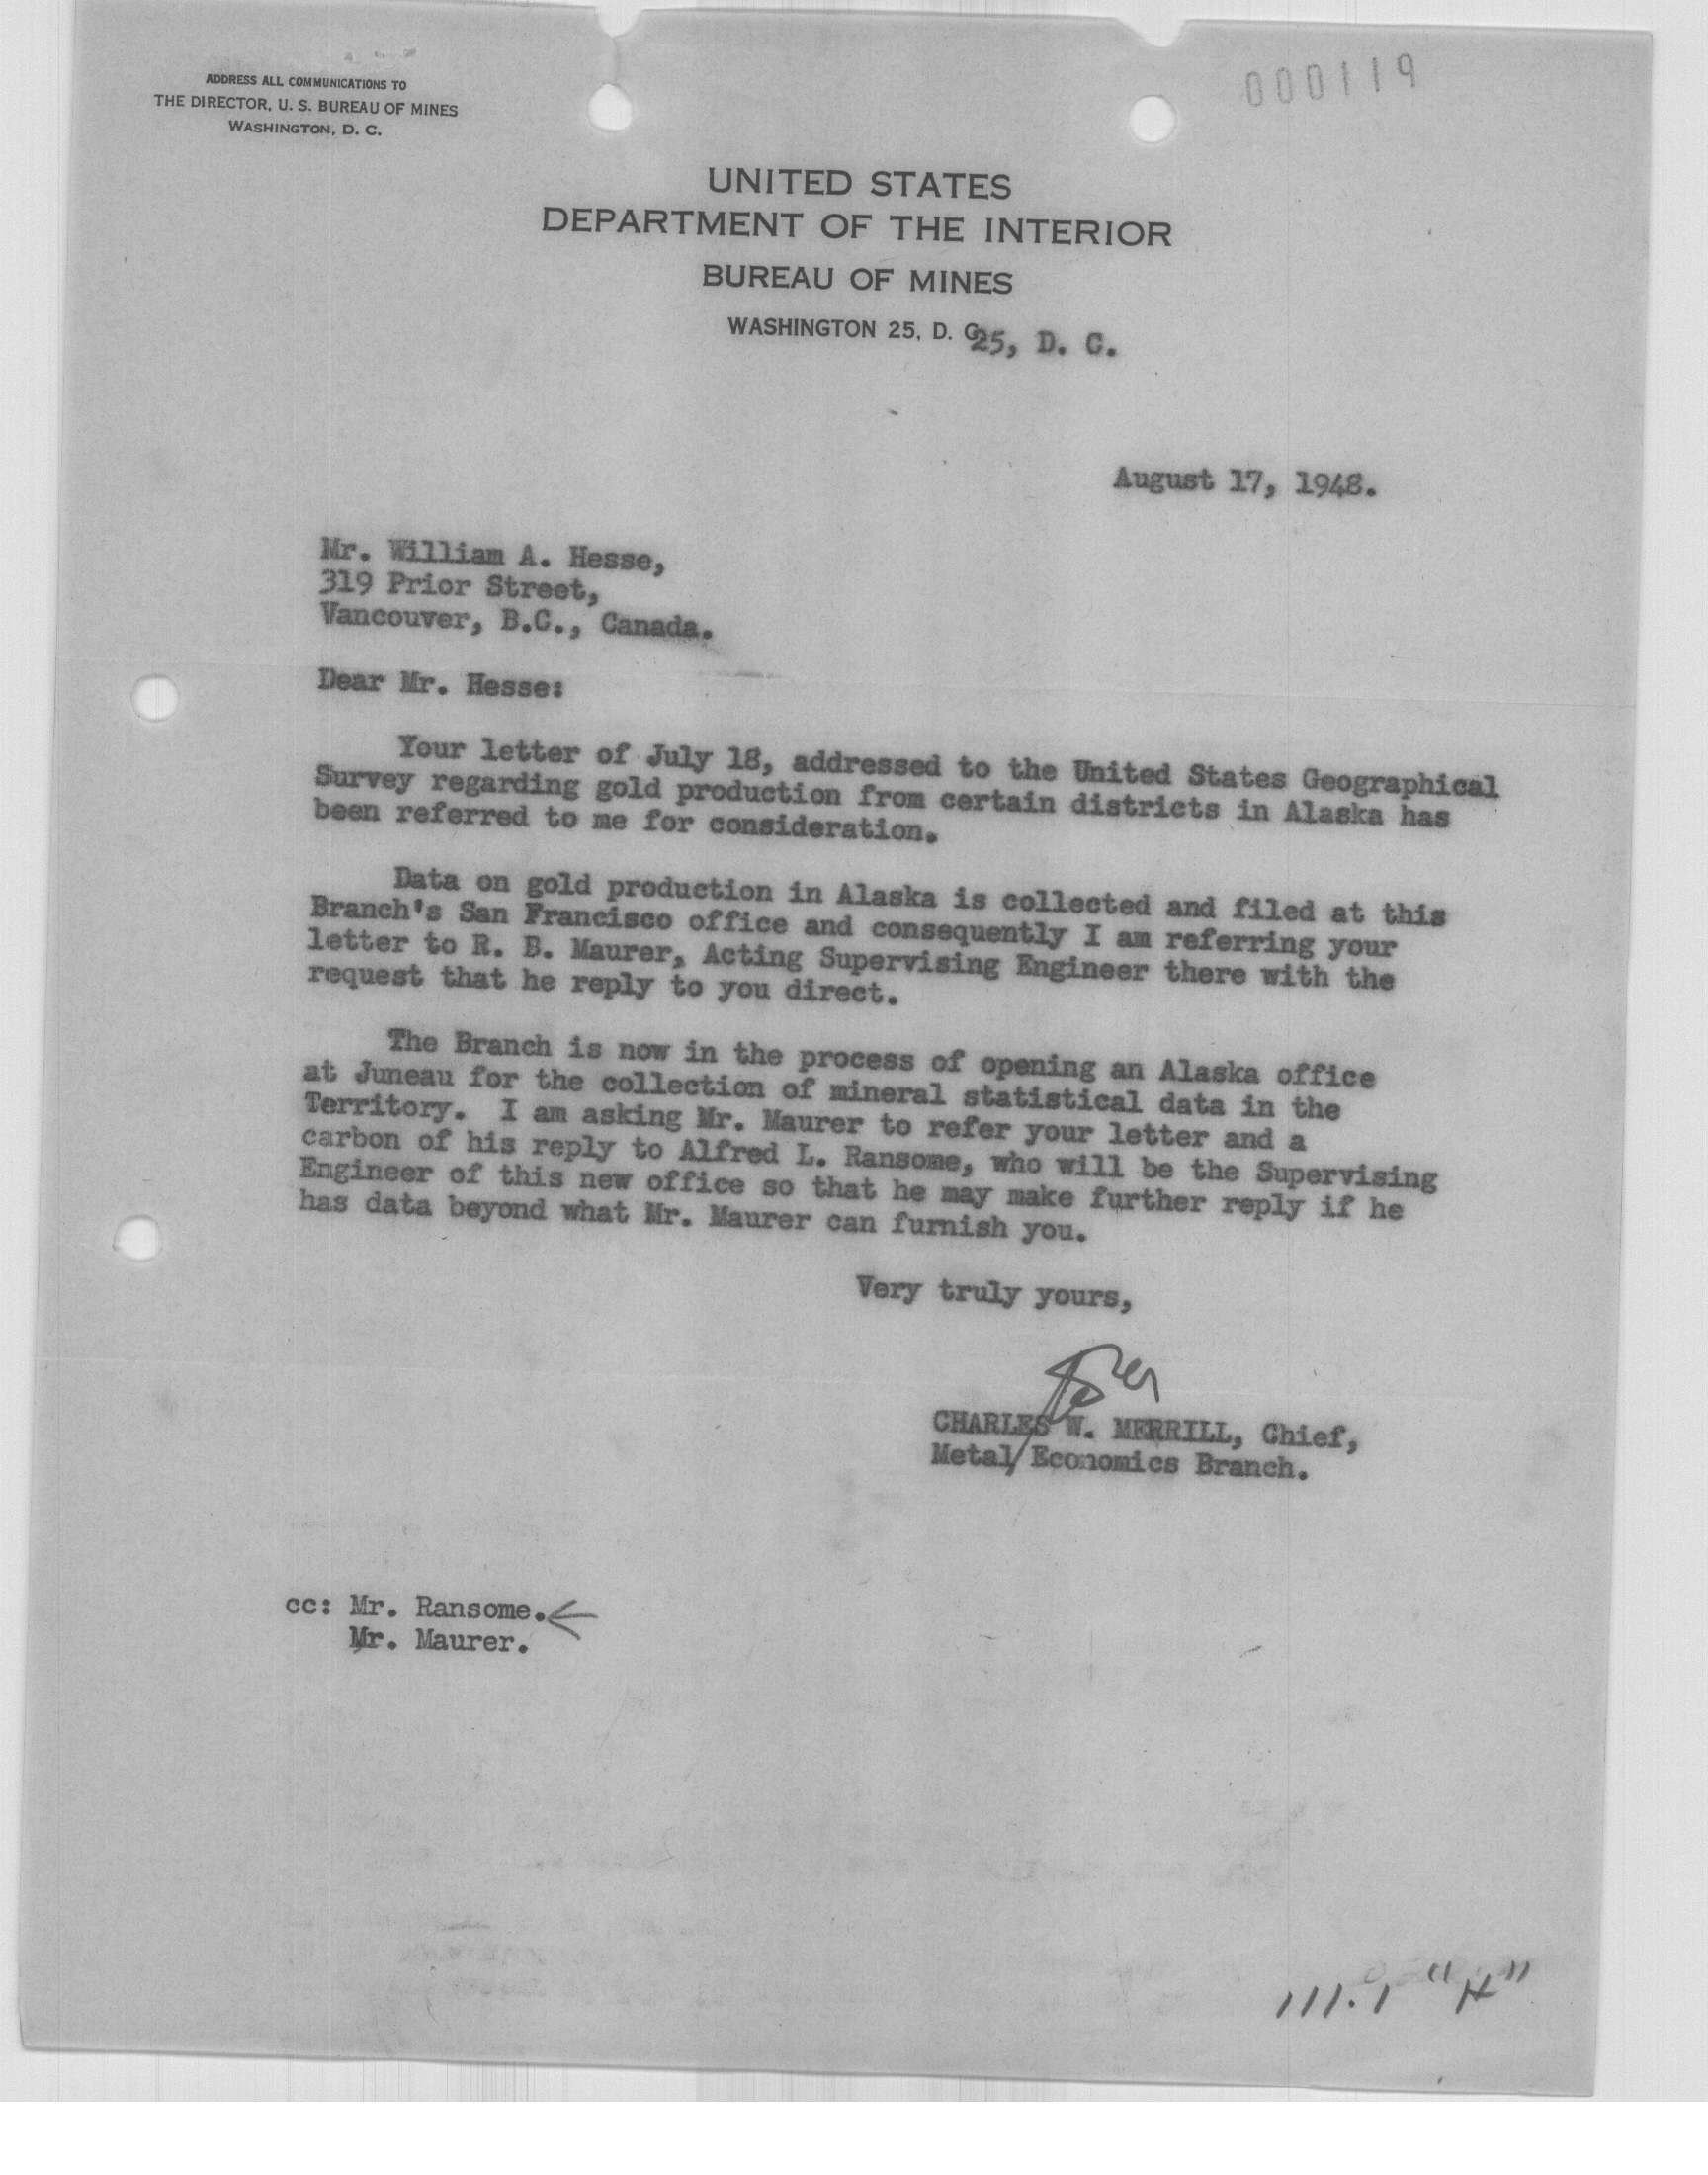 000119
ADDRESS ALL COMMUNICATIONS TO
THE DIRECTOR, U. S. BUREAU OF MINES
WASHINGTON, D. C.
UNITED STATES
DEPARTMENT OF THE INTERIOR
BUREAU OF MINES
WASHINGTON 25, D. C. 25, D. C.
August 17, 1948.
Mr. William A. Hesse,
319 Prior Street,
Vancouver, B.C., Canada.
Dear Mr. Hesse:
Your letter of July 18, addressed to the United States Geographical
Survey regarding gold production from certain districts in Alaska has
been referred to me for consideration.
Data on gold production in Alaska is collected and filed at this
Branch's San Francisco office and consequently I am referring your
letter to R. B. Maurer, Acting Supervising Engineer there with the
request that he reply to you direct.
The Branch is now in the process of opening an Alaska office
at Juneau for the collection of mineral statistical data in the
Territory. I am asking Mr. Maurer to refer your letter and a
carbon of his reply to Alfred L. Ransome, who will be the Supervising
Engineer of this new office so that he may make further reply if he
has data beyond what Mr. Maurer can furnish you.
Very truly yours,
CHARLES W. MERRILL, Chief,
Metal Economics Branch.
cc: Mr. Ransome.
Mr. Maurer.
111.1 "H"